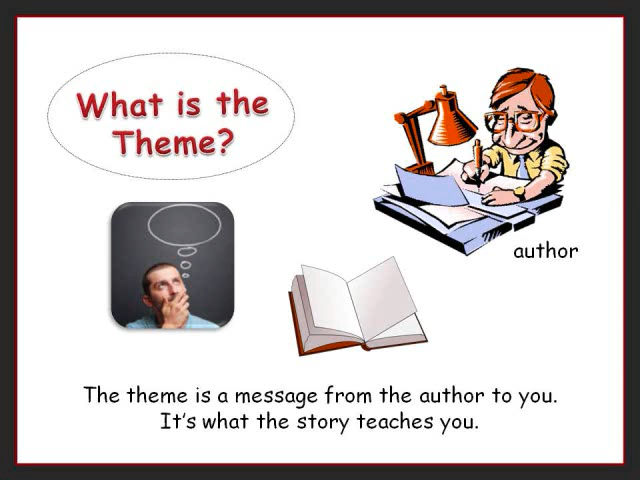 What is the
Theme?
author
The theme is a message from the author to you.
It's what the story teaches you.